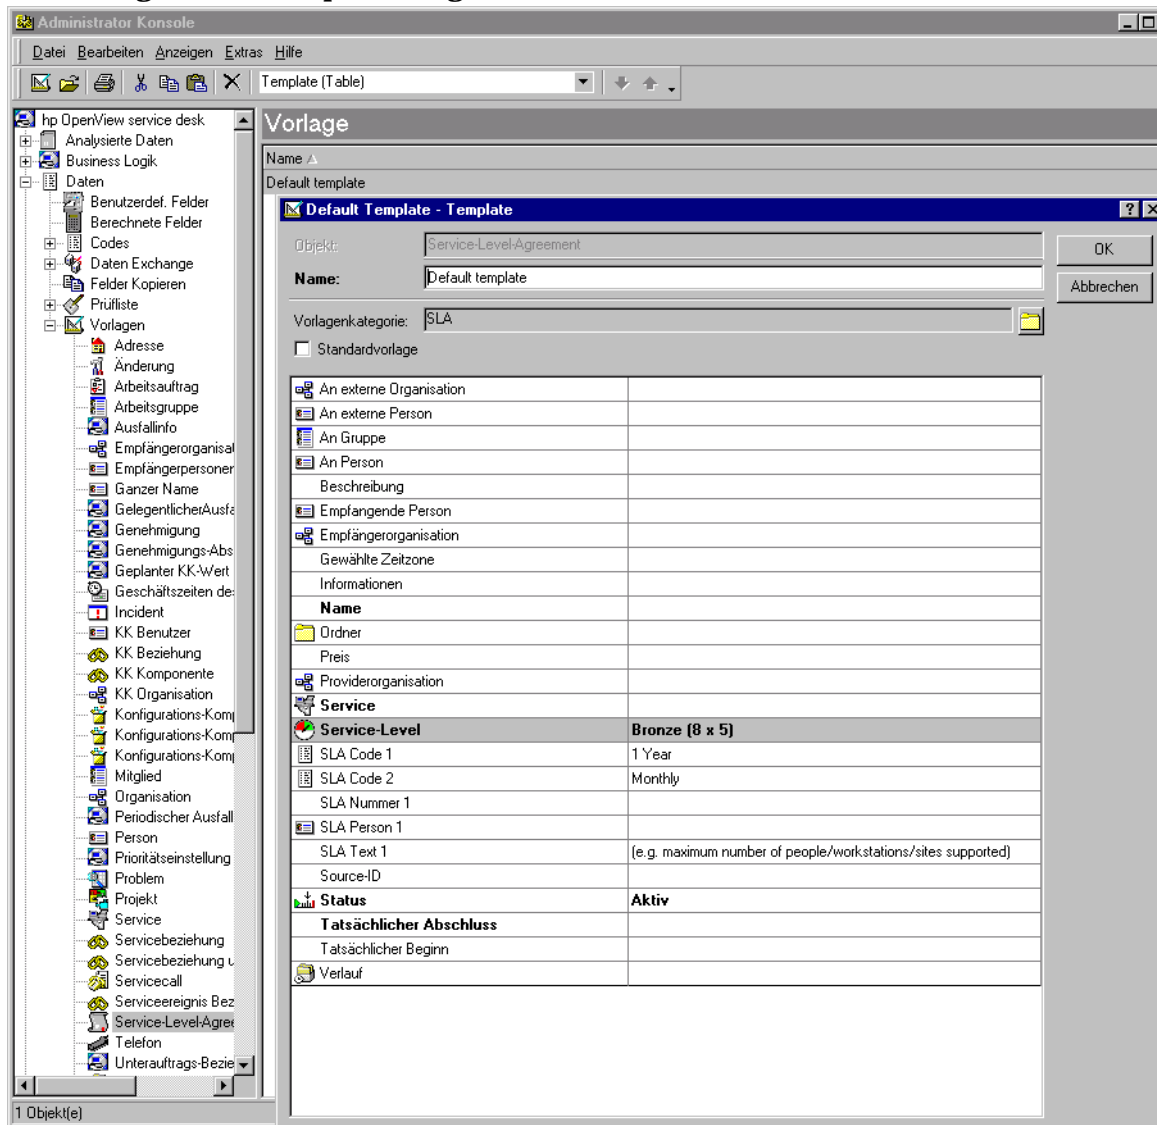 Administrator Konsole
Datei Bearbeiten Anzeigen Extras Hilfe
Template (Table)
hp OpenView service desk
Analysierte Daten
Business Logik
Daten
Benutzerdef. Felder
Berechnete Felder
Codes
Daten Exchange
Felder Kopieren
Prüfliste
Vorlagen
Adresse
Änderung
Arbeitsauftrag
Arbeitsgruppe
Ausfallinfo
Empfängerorganisat
Empfängerpersonen
Ganzer Name
GelegentlicherAusfa
Genehmigung
Genehmigungs-Abs
Geplanter KK-Wert
Geschäftszeiten de
Incident
KK Benutzer
KK Beziehung
KK Komponente
KK Organisation
Konfigurations-Komp
Konfigurations-Komp
Konfigurations-Komp
Mitglied
Organisation
Periodischer Ausfall
Person
Prioritätseinstellung
Problem
Projekt
Service
Servicebeziehung
Servicebeziehung u
Servicecall
Serviceereignis Bez
Service-Level-Agree
Telefon
Unterauftrags-Bezie
1 Objekt(e)
Vorlage
Name
Default template
Default Template - Template
Objekt: Service-Level-Agreement
OK
Name: Default template
Abbrechen
Vorlagenkategorie: SLA
Standardvorlage
An externe Organisation
An externe Person
An Gruppe
An Person
Beschreibung
Empfangende Person
Empfängerorganisation
Gewählte Zeitzone
Informationen
Name
Ordner
Preis
Providerorganisation
Service
Service-Level Bronze (8 x 5)
SLA Code 1 1 Year
SLA Code 2 Monthly
SLA Nummer 1
SLA Person 1
SLA Text 1 (e.g. maximum number of people/workstations/sites supported)
Source-ID
Status Aktiv
Tatsächlicher Abschluss
Tatsächlicher Beginn
Verlauf